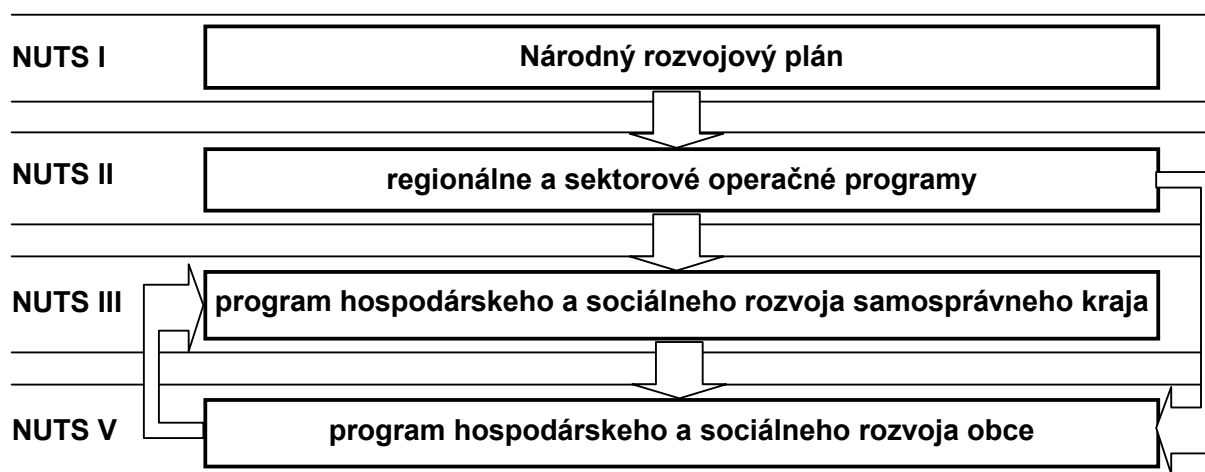 NUTS I
Národný rozvojový plán
NUTS II
regionálne a sektorové operačné programy
NUTS III
program hospodárskeho a sociálneho rozvoja samosprávneho kraja
NUTS V
program hospodárskeho a sociálneho rozvoja obce